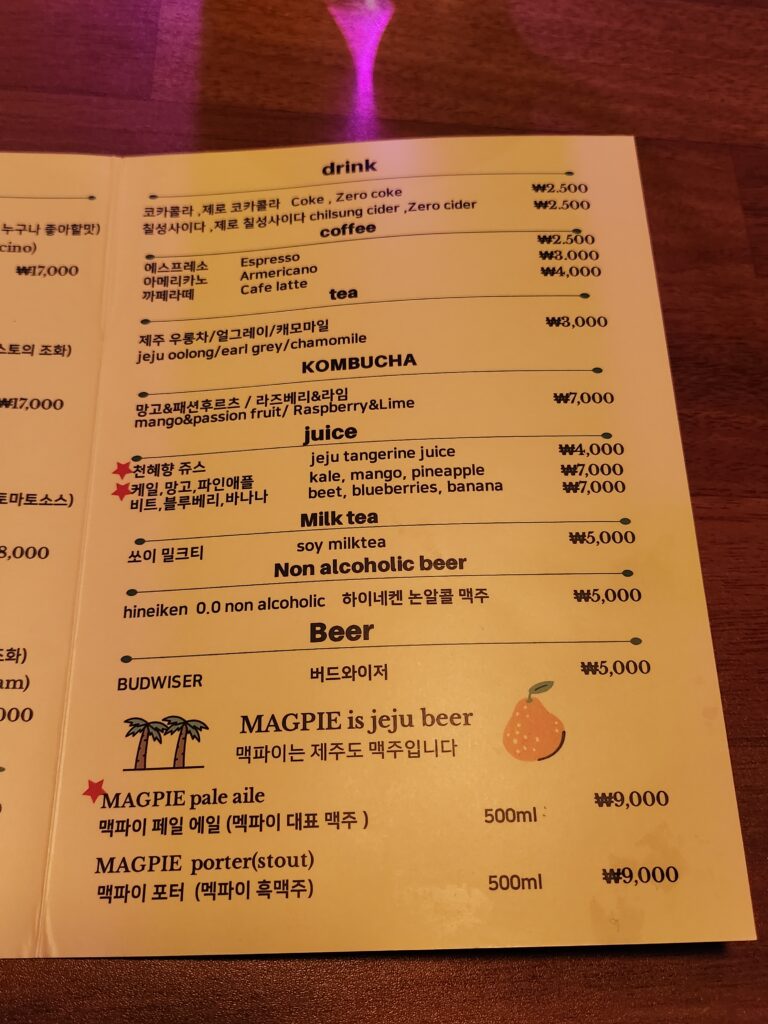 누구나 좋아할맛)
cino)
₩17,000
스토의 조화)
₩17,000
토마토소스)
8,000
조화)
am)
000
)
drink
코카콜라 ,제로 코카콜라 Coke , Zero coke ₩2.500
칠성사이다 ,제로 칠성사이다 chilsung cider ,Zero cider ₩2.500
coffee
에스프레소 Espresso ₩2.500
아메리카노 Armericano ₩3.000
까페라떼 Cafe latte ₩4,000
tea
제주 우롱차/얼그레이/캐모마일 ₩3,000
jeju oolong/earl grey/chamomile
KOMBUCHA
망고&패션후르츠 / 라즈베리&라임 ₩7,000
mango&passion fruit/ Raspberry&Lime
juice
천혜향 쥬스 jeju tangerine juice ₩4,000
케일,망고,파인애플 kale, mango, pineapple ₩7,000
비트,블루베리,바나나 beet, blueberries, banana ₩7,000
Milk tea
쏘이 밀크티 soy milktea ₩5,000
Non alcoholic beer
hineiken 0.0 non alcoholic 하이네켄 논알콜 맥주 ₩5,000
Beer
BUDWISER 버드와이저 ₩5,000
MAGPIE is jeju beer
맥파이는 제주도 맥주입니다
MAGPIE pale aile ₩9,000
맥파이 페일 에일 (멕파이 대표 맥주 ) 500ml
MAGPIE porter(stout) ₩9,000
맥파이 포터 (멕파이 흑맥주) 500ml